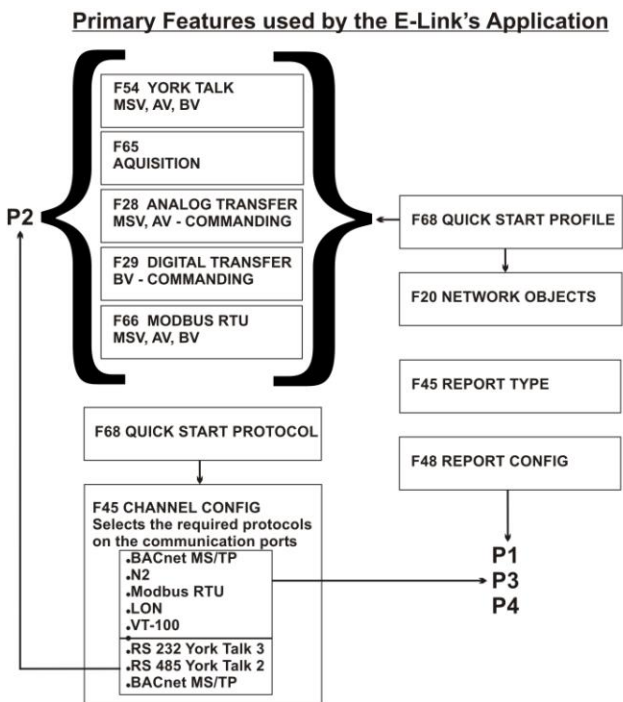 Primary Features used by the E-Link's Application
F54 YORK TALK
MSV, AV, BV
F65
AQUISITION
F28 ANALOG TRANSFER
MSV, AV - COMMANDING
F29 DIGITAL TRANSFER
BV - COMMANDING
F66 MODBUS RTU
MSV, AV, BV
P2
F68 QUICK START PROFILE
F20 NETWORK OBJECTS
F45 REPORT TYPE
F48 REPORT CONFIG
F68 QUICK START PROTOCOL
F45 CHANNEL CONFIG
Selects the required protocols
on the communication ports
•BACnet MS/TP
•N2
•Modbus RTU
•LON
•VT-100
•
•RS 232 York Talk 3
•RS 485 York Talk 2
•BACnet MS/TP
P1
P3
P4